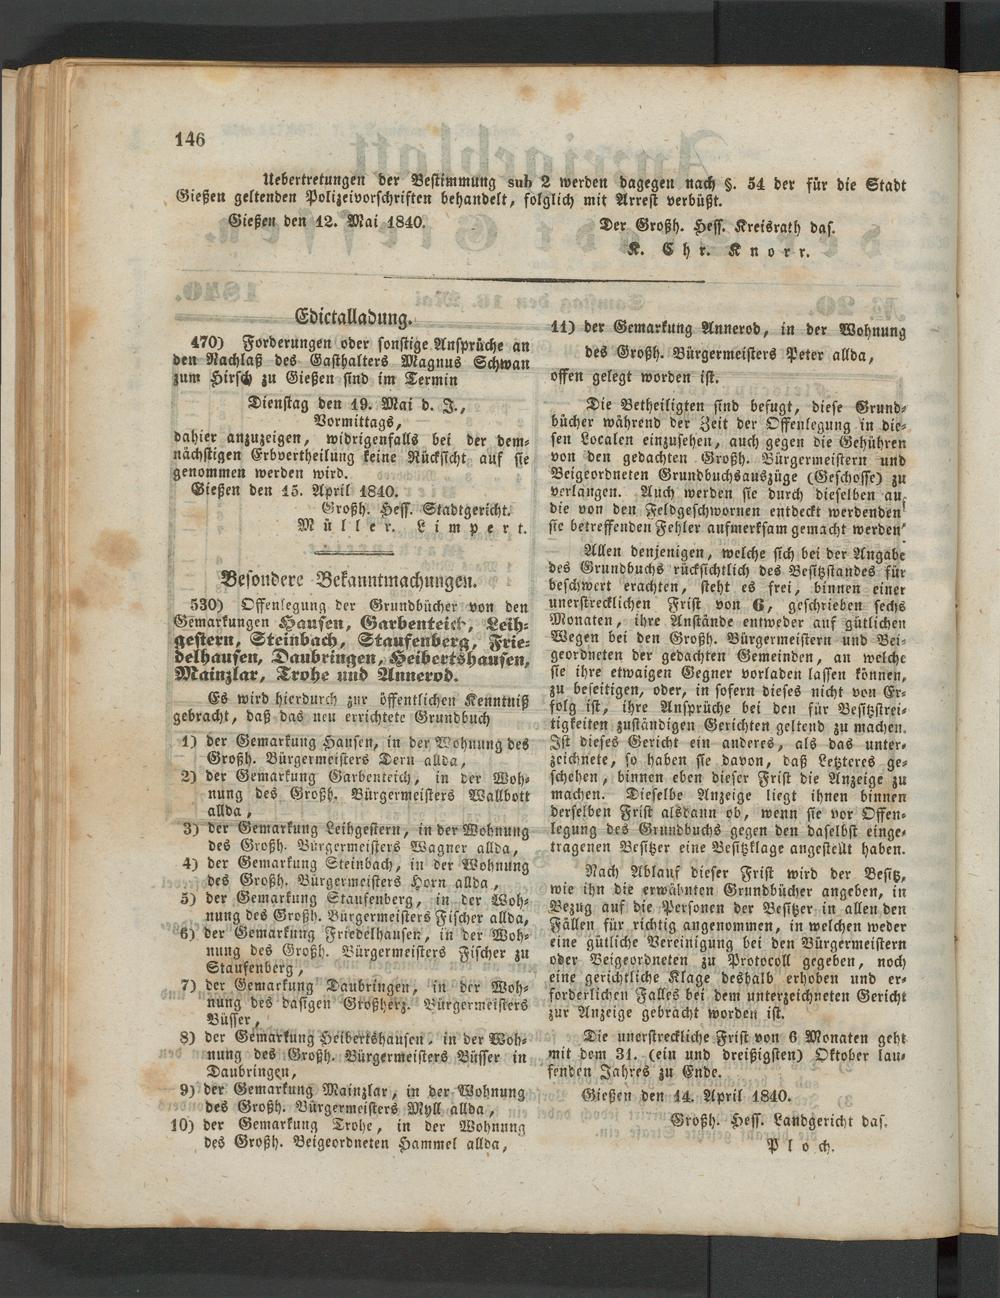 146
Uebertretungen der Bestimmung sub 2 werden dagegen nach §. 54 der für die Stadt
Gießen geltenden Polizeivorschriften behandelt, folglich mit Arrest verbüßt.
Gießen den 12. Mai 1840.
Der Großh. Hess. Kreisrath das.
K. Chr. Knorr.
Edictalladung.
470) Forderungen oder sonstige Ansprüche an
den Nachlaß des Gasthalters Magnus Schwan
zum Hirsch zu Gießen sind im Termin
Dienstag den 19. Mai d. J.,
Vormittags,
dahier anzuzeigen, widrigenfalls bei der dem-
nächstigen Erbvertheilung keine Rücksicht auf sie
genommen werden wird.
Gießen den 15. April 1840.
Großh. Hess. Stadtgericht.
Müller. Limpert.
Besondere Bekanntmachungen.
530) Offenlegung der Grundbücher von den
Gemarkungen Hausen, Garbenteich, Leih-
gestern, Steinbach, Staufenberg, Frie-
delhausen, Daubringen, Heibertshausen,
Mainzlar, Trohe und Annerod.
Es wird hierdurch zur öffentlichen Kenntniß
gebracht, daß das neu errichtete Grundbuch
1) der Gemarkung Hausen, in der Wohnung des
Großh. Bürgermeisters Dern allda,
2) der Gemarkung Garbenteich, in der Woh-
nung des Großh. Bürgermeisters Wallbott
allda,
3) der Gemarkung Leihgestern, in der Wohnung
des Großh. Bürgermeisters Wagner allda,
4) der Gemarkung Steinbach, in der Wohnung
des Großh. Bürgermeisters Horn allda,
5) der Gemarkung Staufenberg, in der Woh-
nung des Großh. Bürgermeisters Fischer allda,
6) der Gemarkung Friedelhausen, in der Woh-
nung des Großh. Bürgermeisters Fischer zu
Staufenberg,
7) der Gemarkung Daubringen, in der Woh-
nung des dasigen Großherz. Bürgermeisters
Büsser,
8) der Gemarkung Heibertshausen, in der Woh-
nung des Großh. Bürgermeisters Büsser in
Daubringen,
9) der Gemarkung Mainzlar, in der Wohnung
des Großh. Bürgermeisters Myll allda,
10) der Gemarkung Trohe, in der Wohnung
des Großh. Beigeordneten Hammel allda,
11) der Gemarkung Annerod, in der Wohnung
des Großh. Bürgermeisters Peter allda,
offen gelegt worden ist.
Die Betheiligten sind befugt, diese Grund-
bücher während der Zeit der Offenlegung in die-
sen Localen einzusehen, auch gegen die Gebühren
von den gedachten Großh. Bürgermeistern und
Beigeordneten Grundbuchsauszüge (Geschosse) zu
verlangen. Auch werden sie durch dieselben auf
die von den Feldgeschwornen entdeckt werdenden
sie betreffenden Fehler aufmerksam gemacht werden.
Allen denjenigen, welche sich bei der Angabe
des Grundbuchs rücksichtlich des Besitzstandes für
beschwert erachten, steht es frei, binnen einer
unerstrecklichen Frist von 6, geschrieben sechs
Monaten, ihre Anstände entweder auf gütlichen
Wegen bei den Großh. Bürgermeistern und Bei-
geordneten der gedachten Gemeinden, an welche
sie ihre etwaigen Gegner vorladen lassen können,
zu beseitigen, oder, in sofern dieses nicht von Er-
folg ist, ihre Ansprüche bei den für Besitzstrei-
tigkeiten zuständigen Gerichten geltend zu machen.
Ist dieses Gericht ein anderes, als das unter-
zeichnete, so haben sie davon, daß Letzteres ge-
schehen, binnen eben dieser Frist die Anzeige zu
machen. Dieselbe Anzeige liegt ihnen binnen
derselben Frist alsdann ob, wenn sie vor Offen-
legung des Grundbuchs gegen den daselbst einge-
tragenen Besitzer eine Besitzklage angestellt haben.
Nach Ablauf dieser Frist wird der Besitz,
wie ihn die erwähnten Grundbücher angeben, in
Bezug auf die Personen der Besitzer in allen den
Fällen für richtig angenommen, in welchen weder
eine gütliche Vereinigung bei den Bürgermeistern
oder Beigeordneten zu Protocoll gegeben, noch
eine gerichtliche Klage deshalb erhoben und er-
forderlichen Falles bei dem unterzeichneten Gericht
zur Anzeige gebracht worden ist.
Die unerstreckliche Frist von 6 Monaten geht
mit dem 31. (ein und dreißigsten) Oktober lau-
fenden Jahres zu Ende.
Gießen den 14. April 1840.
Großh. Hess. Landgericht das.
Ploch.